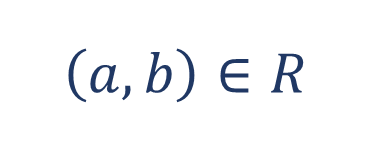 (a, b) ∈ R